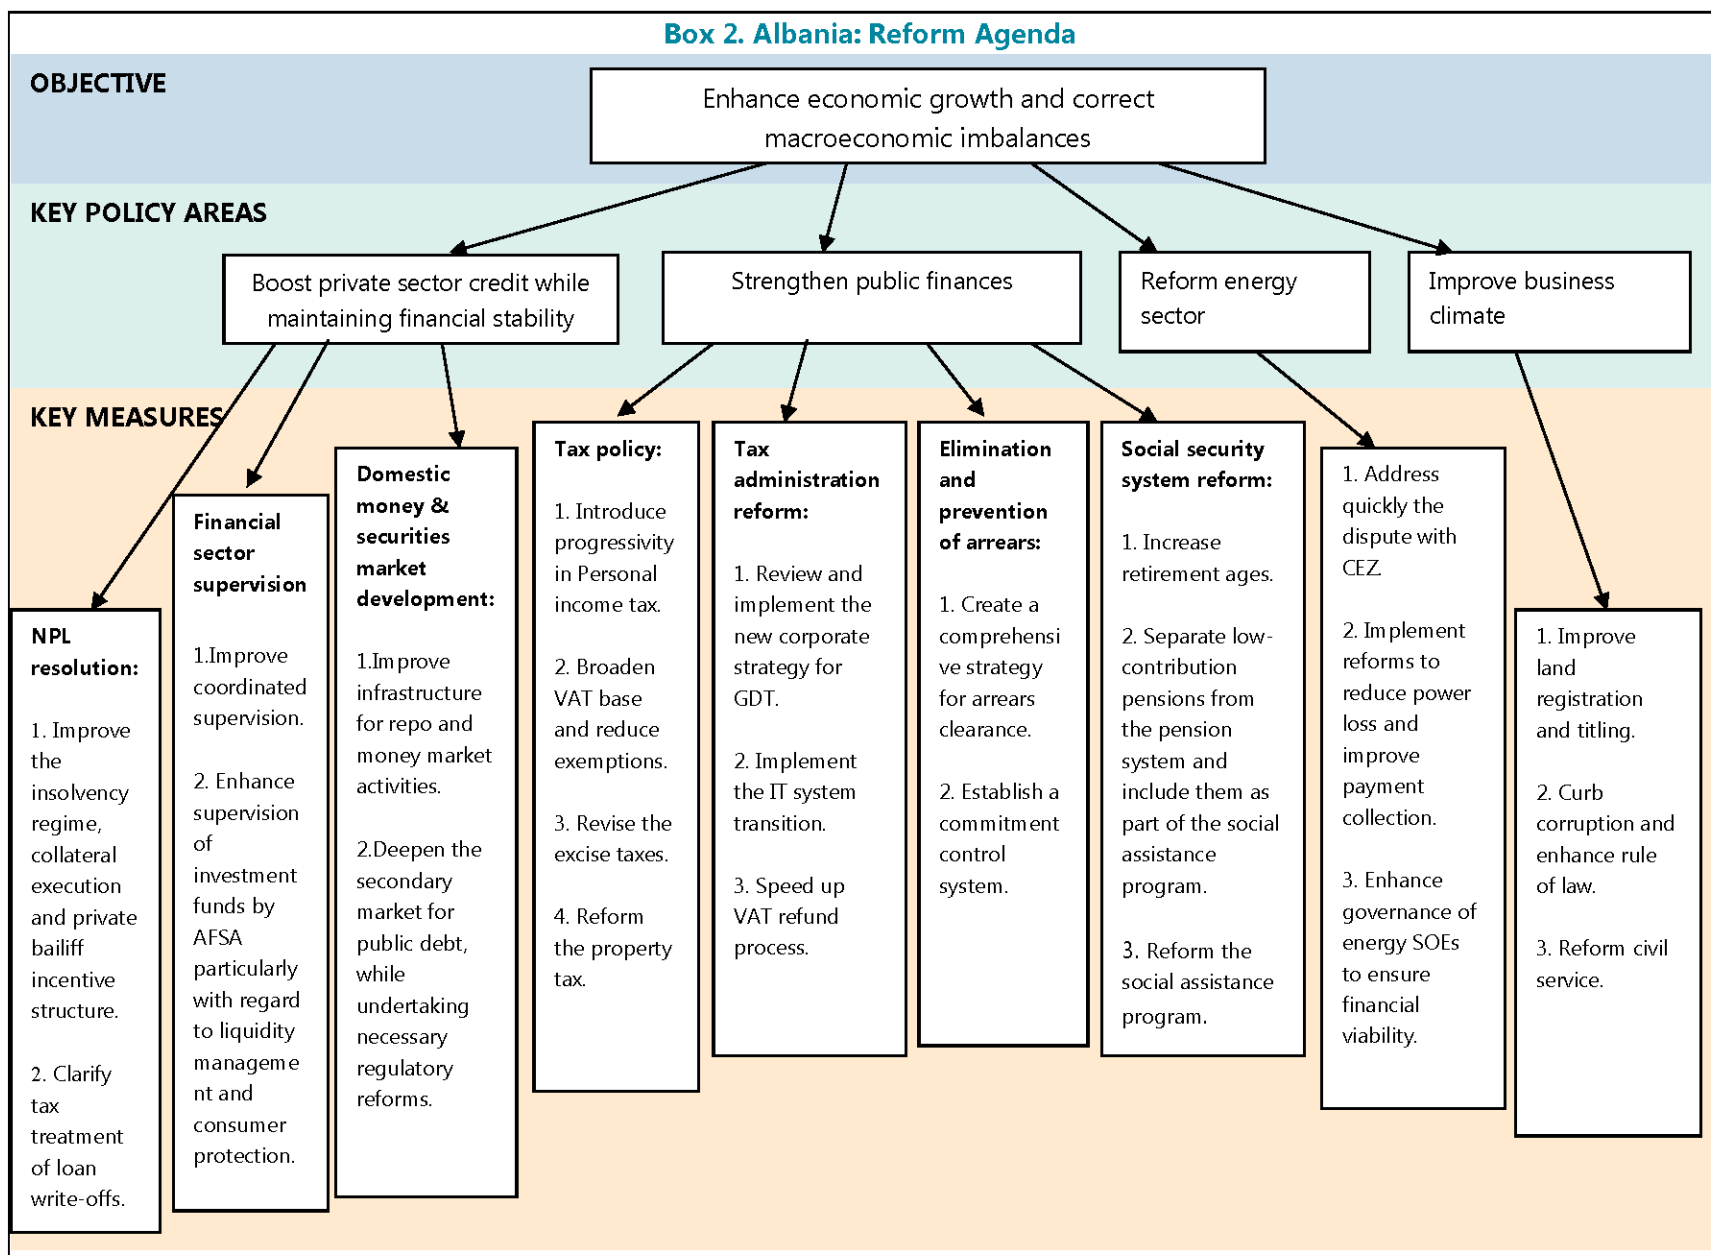 Box 2. Albania: Reform Agenda
OBJECTIVE
Enhance economic growth and correct
macroeconomic imbalances
KEY POLICY AREAS
Boost private sector credit while
maintaining financial stability
Strengthen public finances
Reform energy
sector
Improve business
climate
KEY MEASURES
NPL
resolution:
1. Improve
the
insolvency
regime,
collateral
execution
and private
bailiff
incentive
structure.
2. Clarify
tax
treatment
of loan
write-offs.
Financial
sector
supervision
1.Improve
coordinated
supervision.
2. Enhance
supervision
of
investment
funds by
AFSA
particularly
with regard
to liquidity
manageme
nt and
consumer
protection.
Domestic
money &
securities
market
development:
1.Improve
infrastructure
for repo and
money market
activities.
2.Deepen the
secondary
market for
public debt,
while
undertaking
necessary
regulatory
reforms.
Tax policy:
1. Introduce
progressivity
in Personal
income tax.
2. Broaden
VAT base
and reduce
exemptions.
3. Revise the
excise taxes.
4. Reform
the property
tax.
Tax
administration
reform:
1. Review and
implement the
new corporate
strategy for
GDT.
2. Implement
the IT system
transition.
3. Speed up
VAT refund
process.
Elimination
and
prevention
of arrears:
1. Create a
comprehensi
ve strategy
for arrears
clearance.
2. Establish a
commitment
control
system.
Social security
system reform:
1. Increase
retirement ages.
2. Separate low-
contribution
pensions from
the pension
system and
include them as
part of the social
assistance
program.
3. Reform the
social assistance
program.
1. Address
quickly the
dispute with
CEZ.
2. Implement
reforms to
reduce power
loss and
improve
payment
collection.
3. Enhance
governance of
energy SOEs
to ensure
financial
viability.
1. Improve
land
registration
and titling.
2. Curb
corruption and
enhance rule
of law.
3. Reform civil
service.